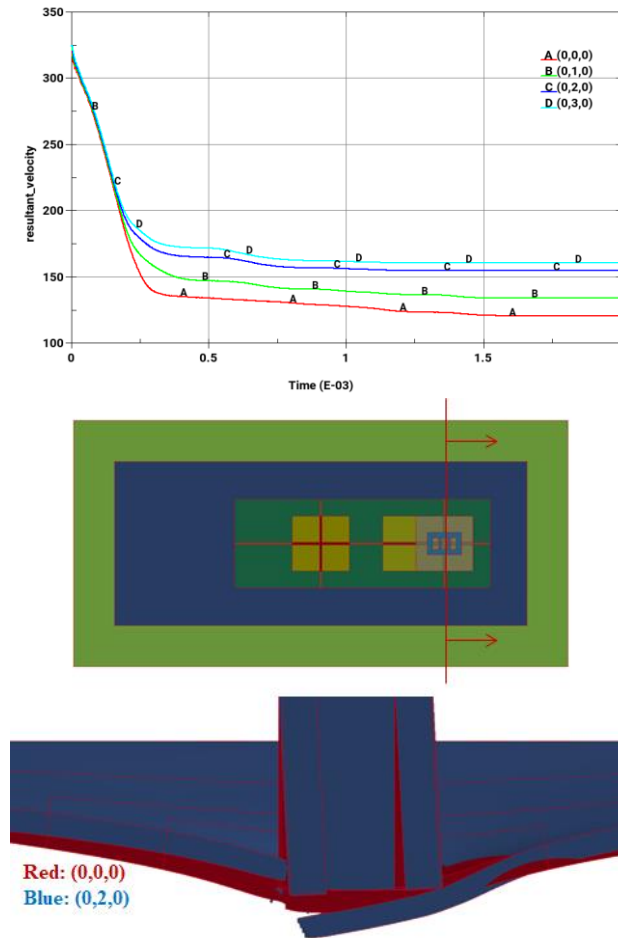 350
300
250
200
150
100
resultant_velocity
A (0,0,0)
B (0,1,0)
C (0,2,0)
D (0,3,0)
B
C
D
A
B
C
D
A
B
C
D
A
B
C
D
A
B
C
D
0
0.5
1
1.5
Time (E-03)
Red: (0,0,0)
Blue: (0,2,0)